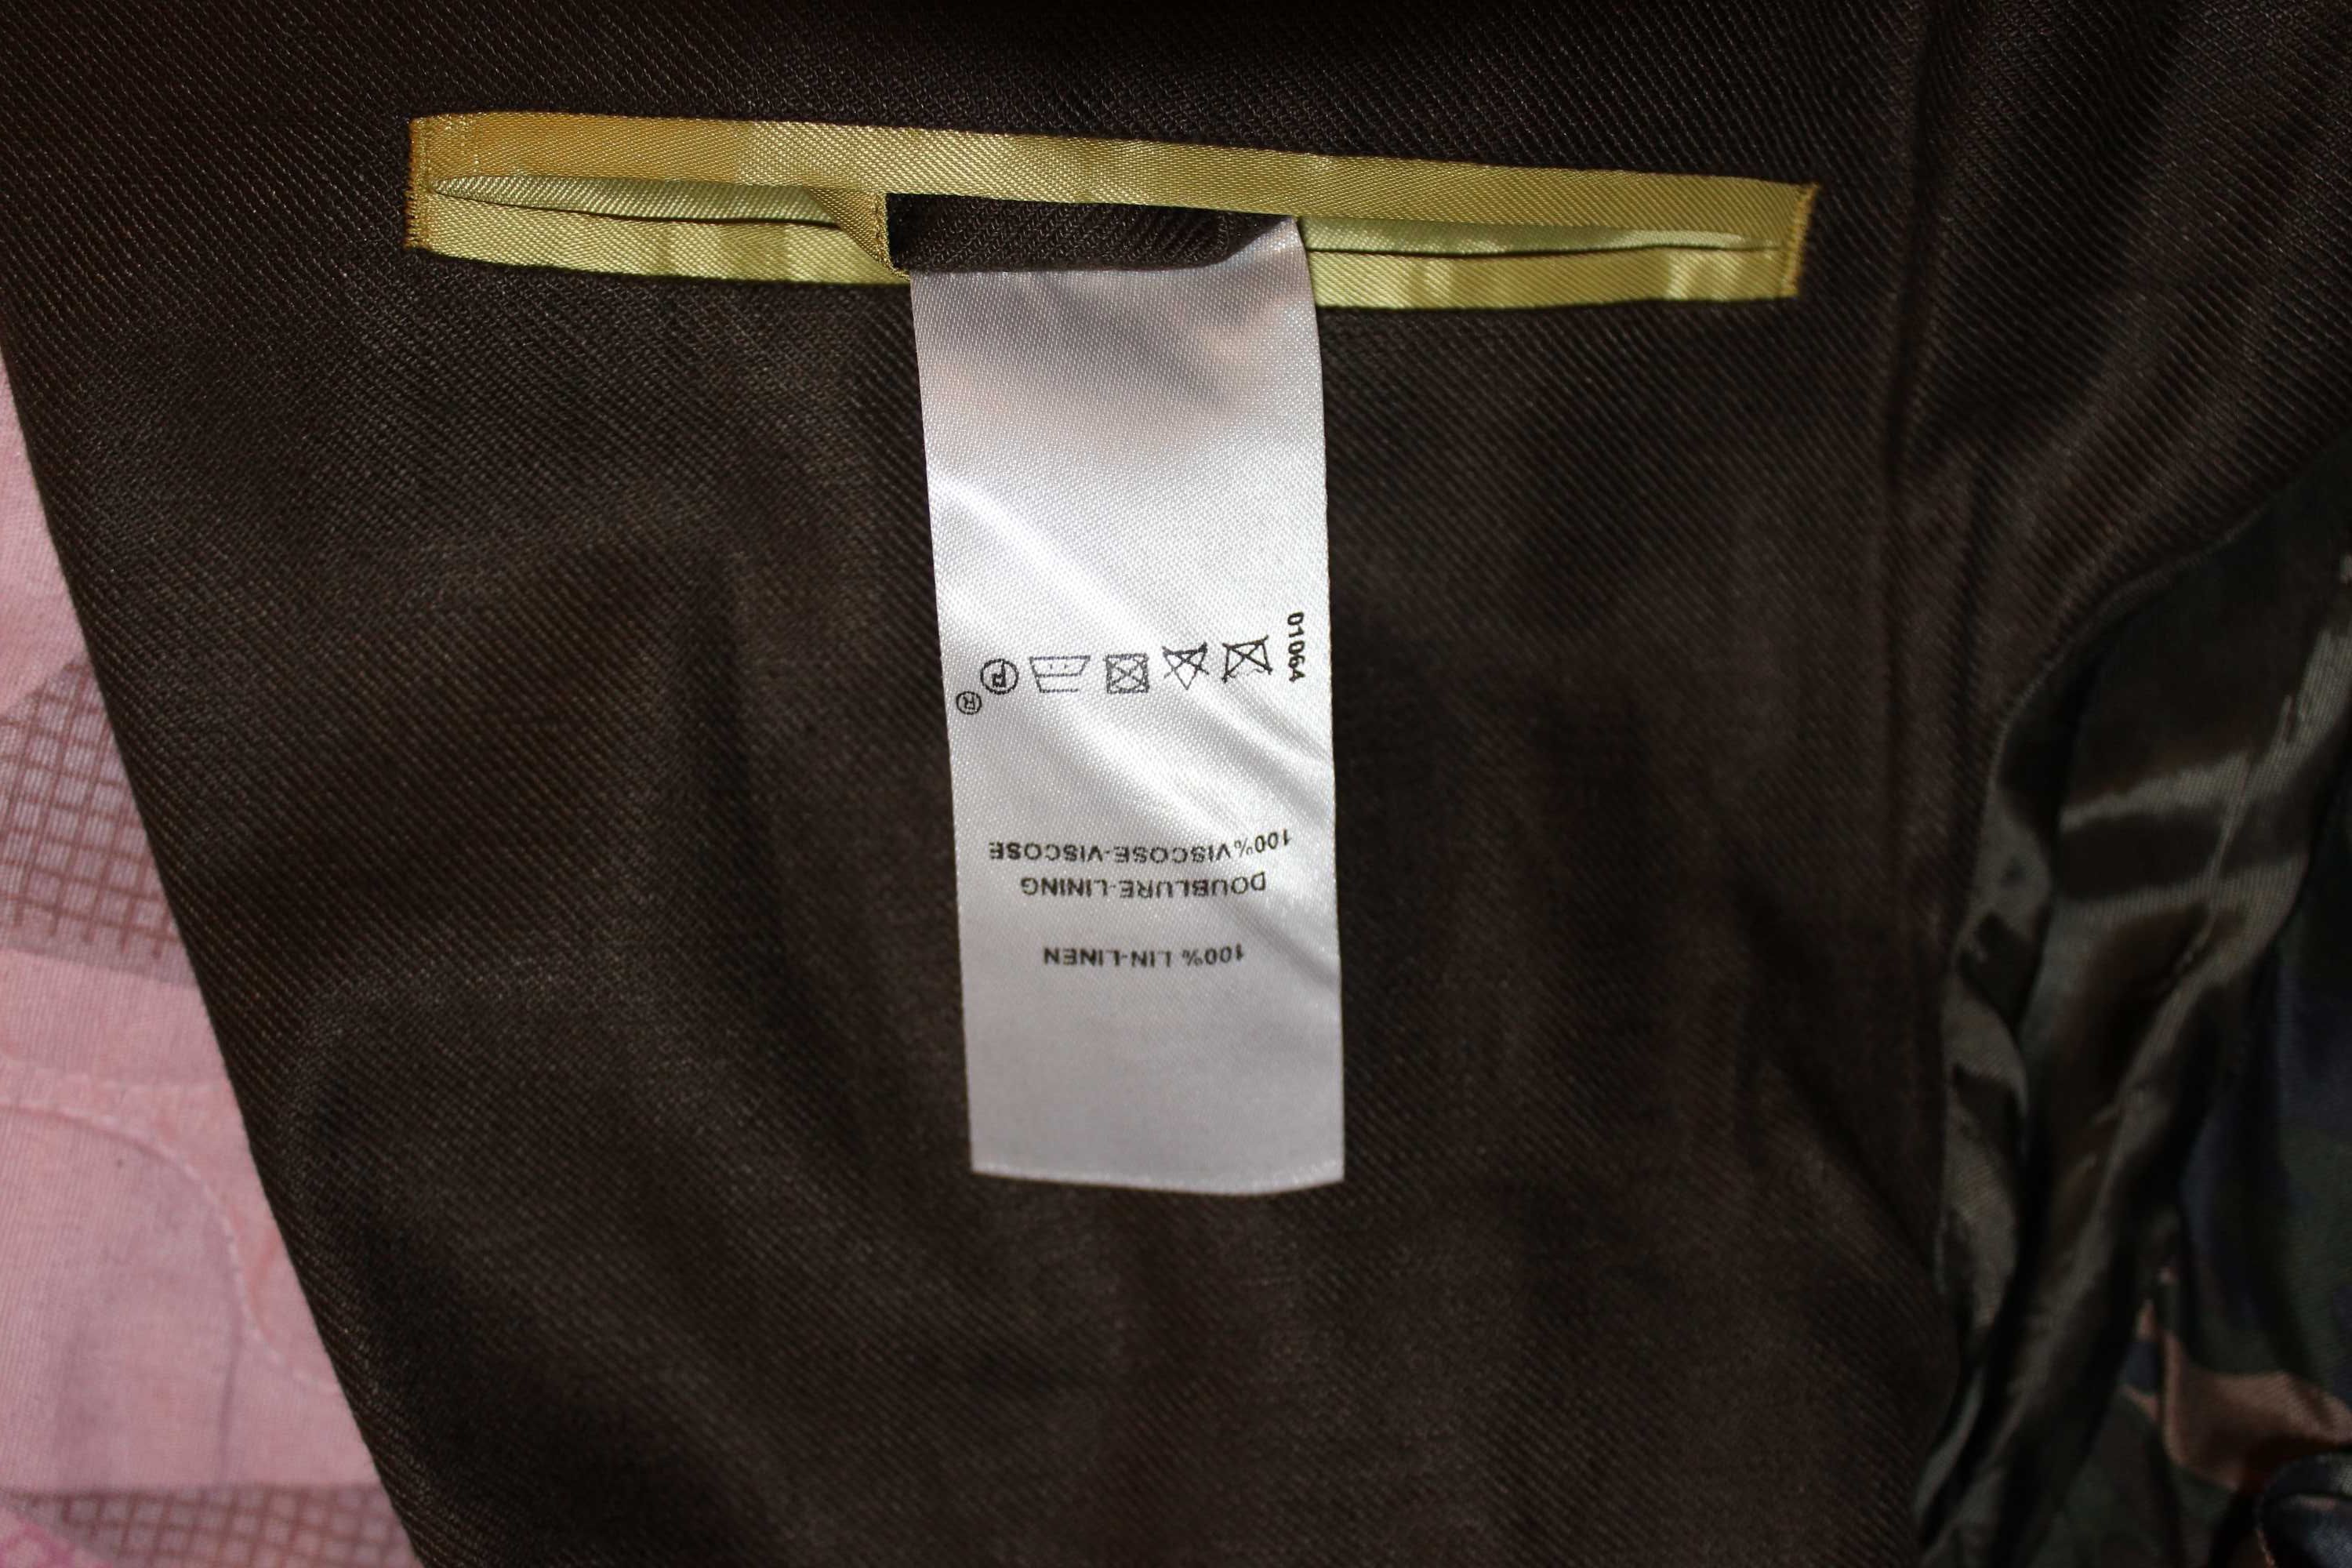 100% LIN-LINEN
DOUBLURE-LINING
100%VISCOSE-VISCOSE
®
P
01064